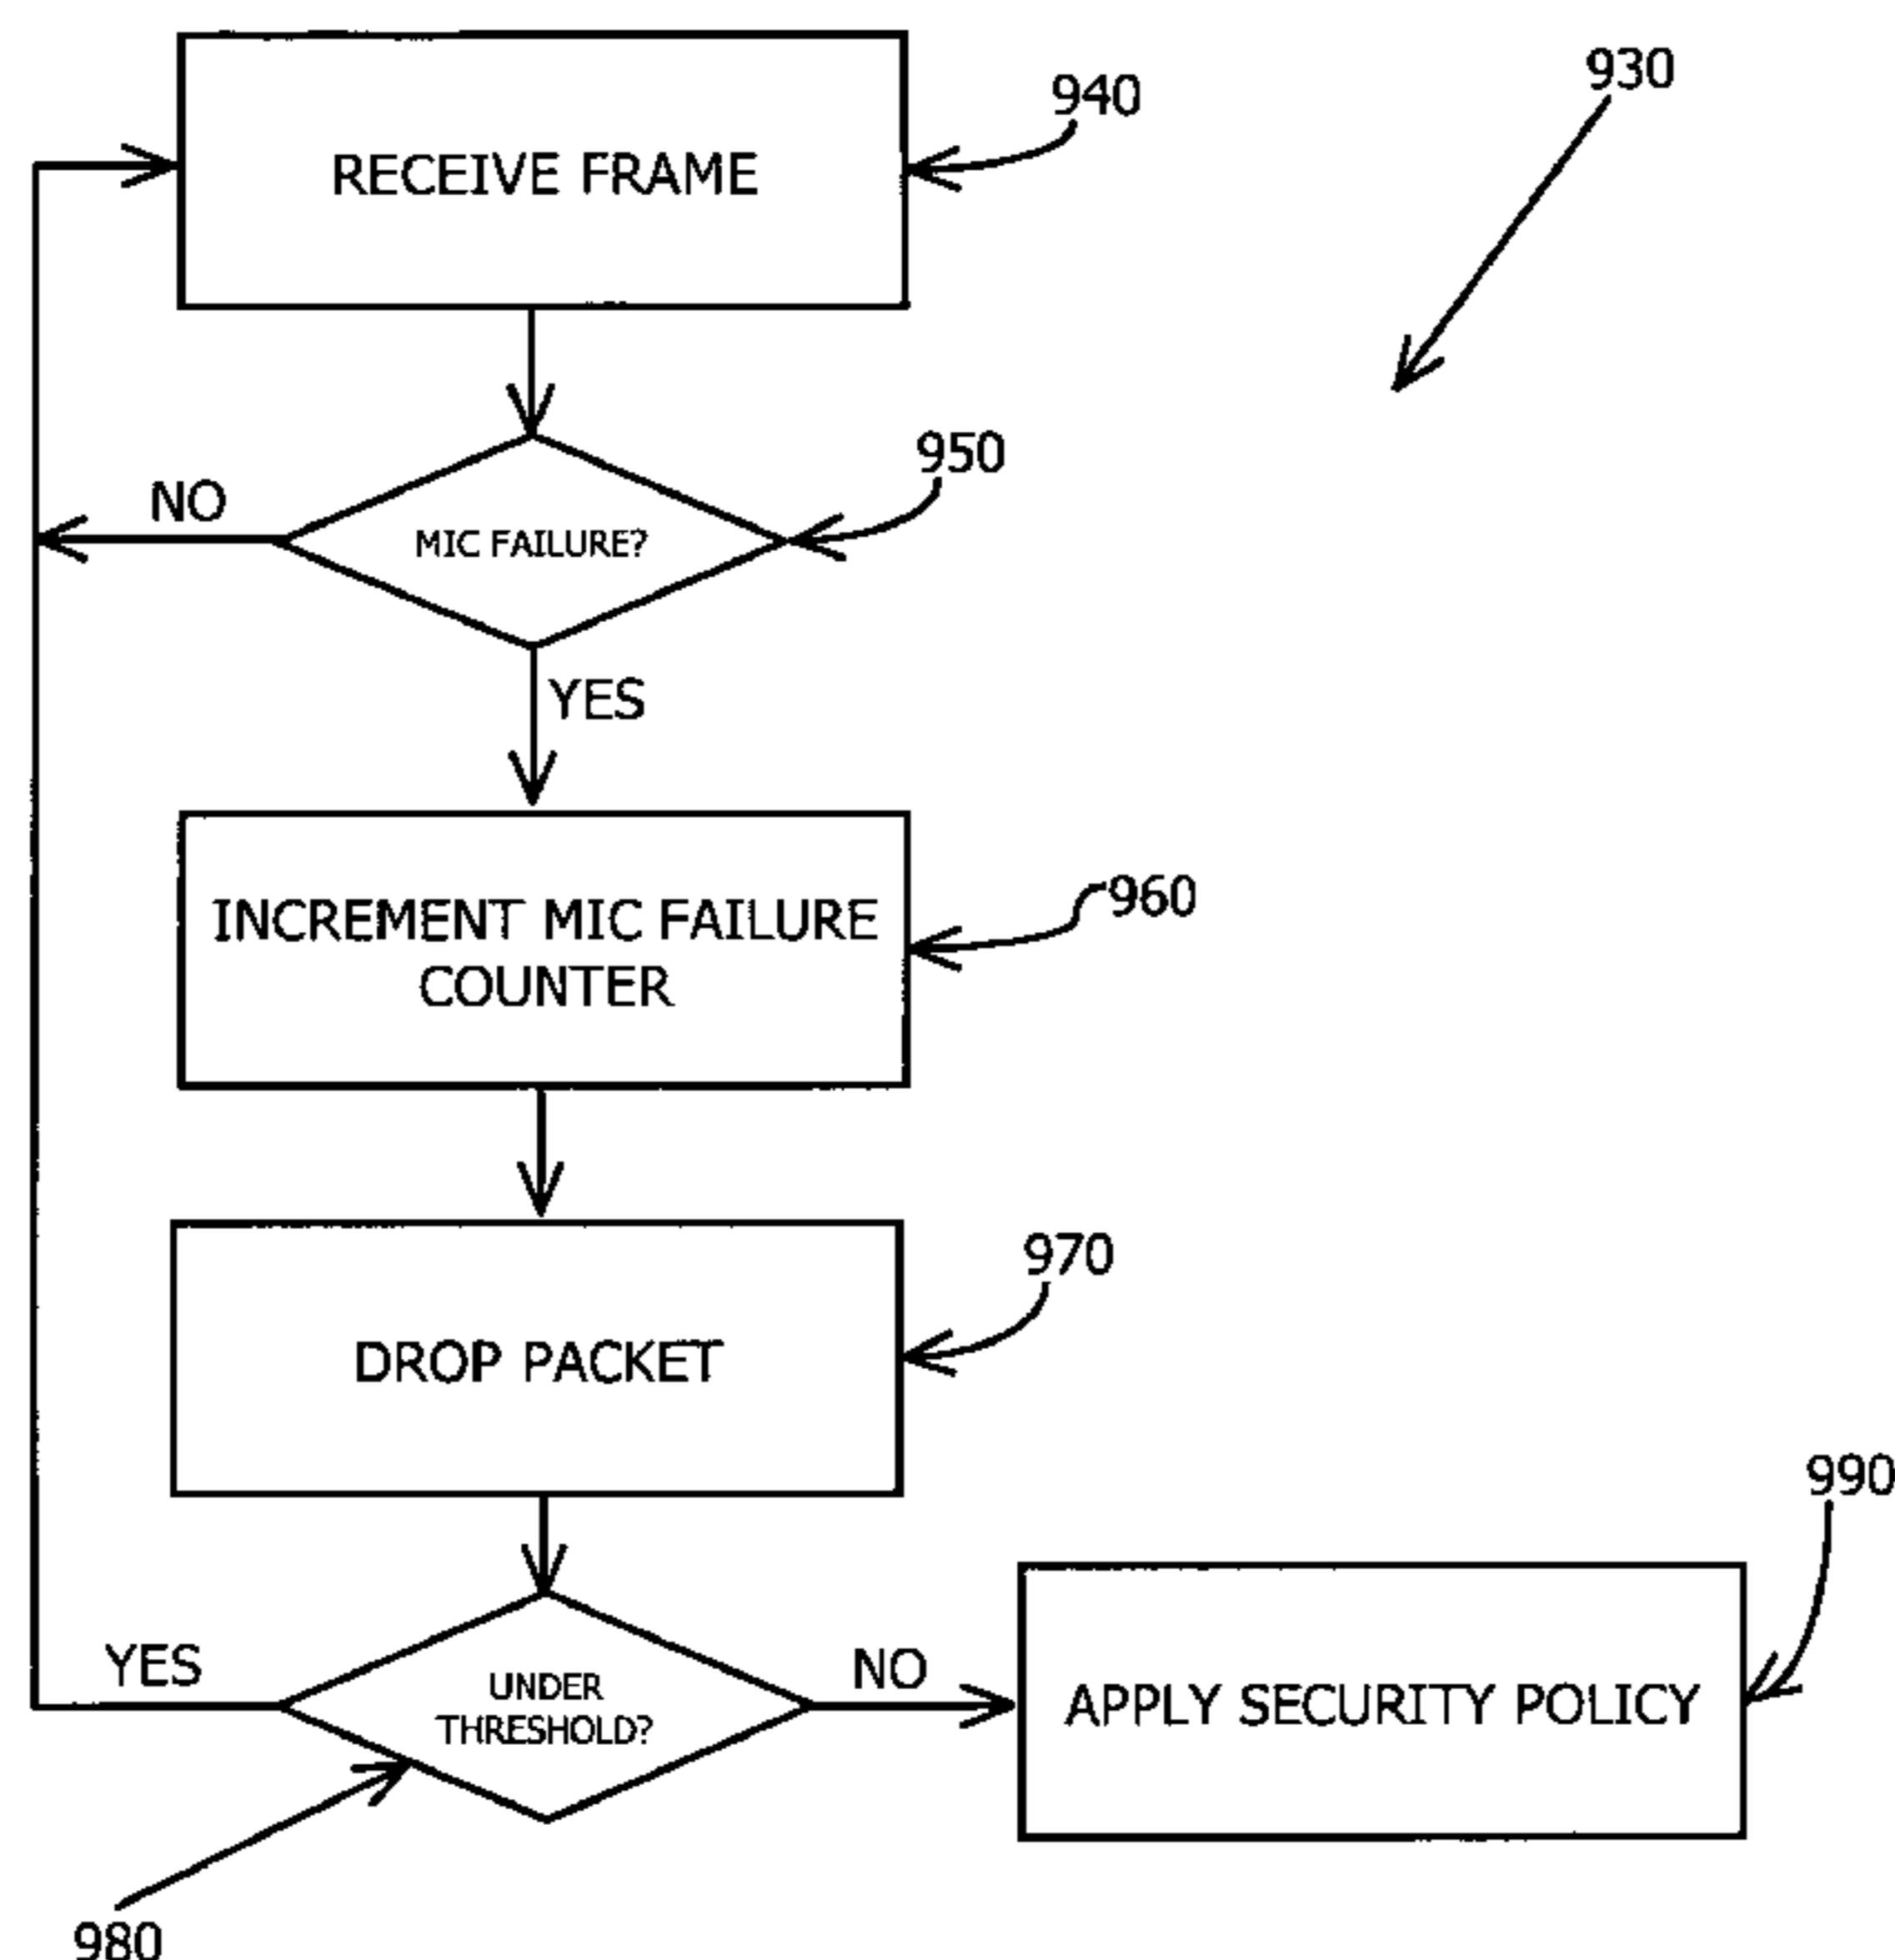 930
940
RECEIVE FRAME
950
NO
MIC FAILURE?
YES
960
INCREMENT MIC FAILURE
COUNTER
970
DROP PACKET
990
YES
NO
UNDER
THRESHOLD?
APPLY SECURITY POLICY
980